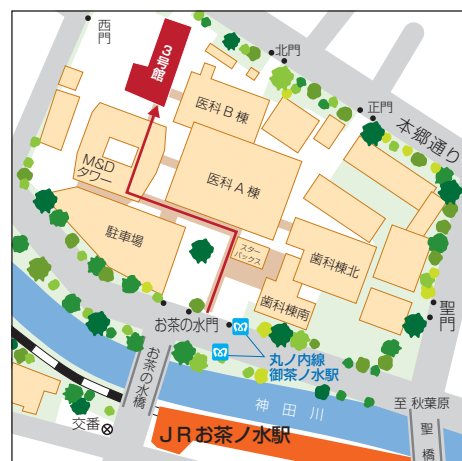 西門
3号館
北門
正門
本郷通り
医科B棟
医科A棟
M&D
タワー
駐車場
スター
バックス
歯科棟北
歯科棟南
聖門
お茶の水門
丸ノ内線
御茶ノ水駅
お茶の水橋
神田川
至 秋葉原
交番
JRお茶ノ水駅
聖橋